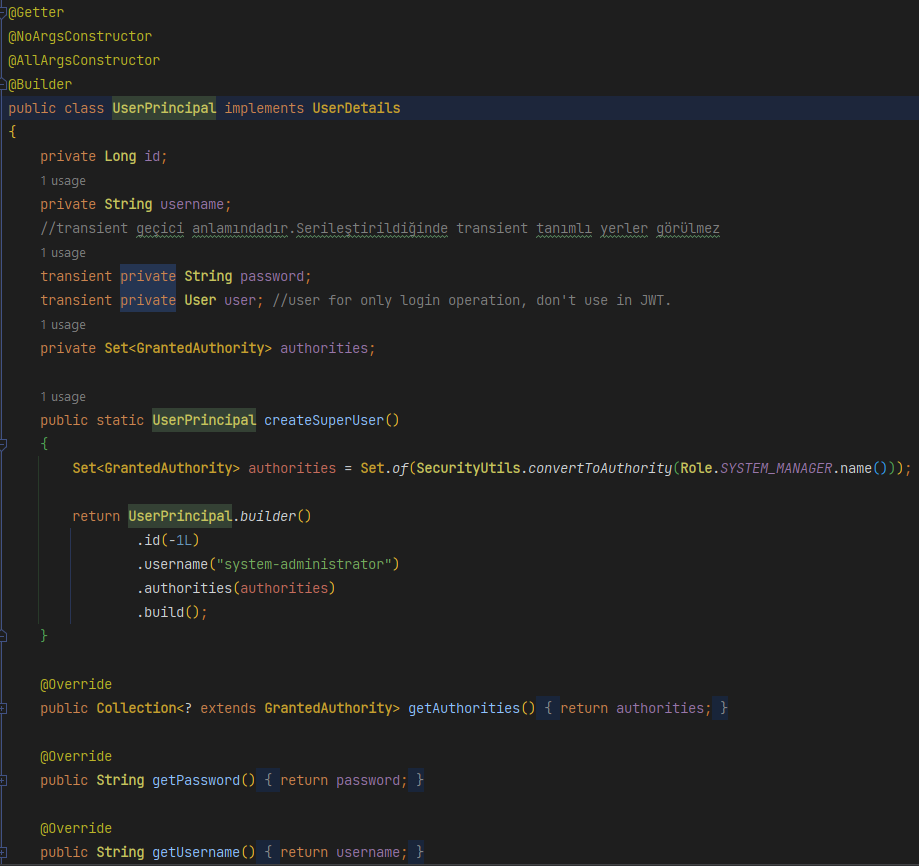 @Getter
@NoArgsConstructor
@AllArgsConstructor
@Builder
public class UserPrincipal implements UserDetails
{
    private Long id;
    1 usage
    private String username;
    //transient geçici anlamındadır.Serileştirildiğinde transient tanımlı yerler görülmez
    1 usage
    transient private String password;
    transient private User user; //user for only login operation, don't use in JWT.
    1 usage
    private Set<GrantedAuthority> authorities;
    1 usage
    public static UserPrincipal createSuperUser()
    {
        Set<GrantedAuthority> authorities = Set.of(SecurityUtils.convertToAuthority(Role.SYSTEM_MANAGER.name()));
        return UserPrincipal.builder()
                .id(-1L)
                .username("system-administrator")
                .authorities(authorities)
                .build();
    }
    @Override
    public Collection<? extends GrantedAuthority> getAuthorities() { return authorities; }
    @Override
    public String getPassword() { return password; }
    @Override
    public String getUsername() { return username; }